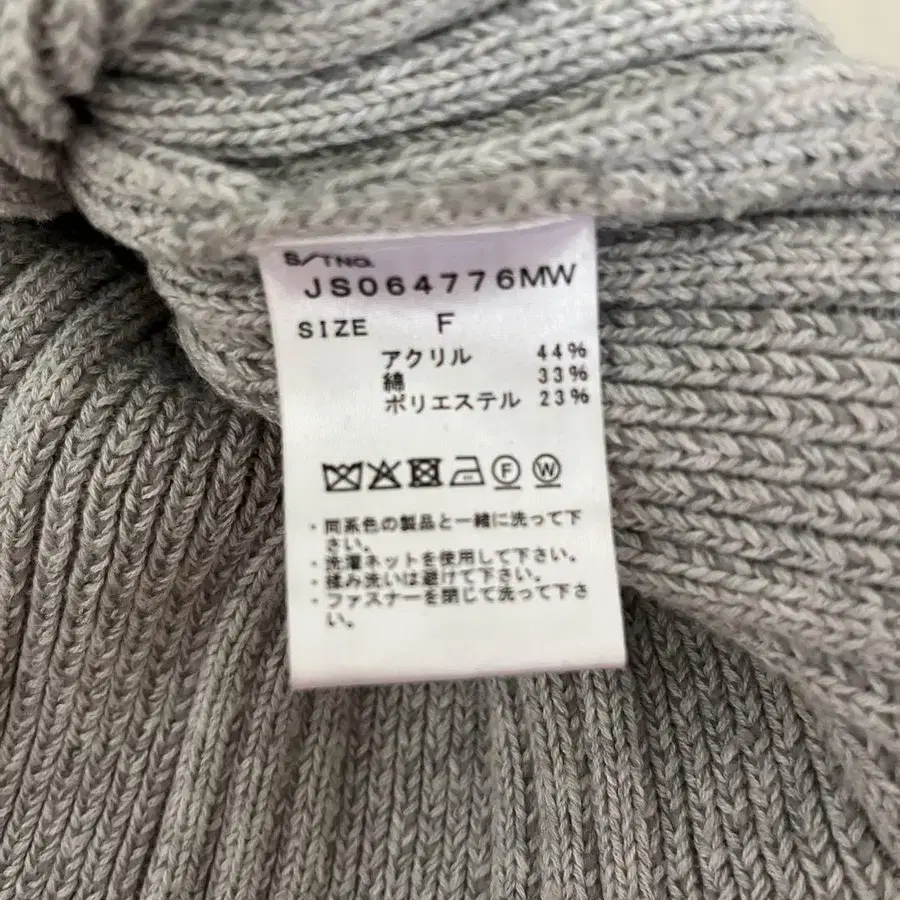 S/TNO.
JS064776MW
SIZE F
アクリル 44%
綿 33%
ポリエステル 23%
F W
・同系色の製品と一緒に洗って下
さい。
・洗濯ネットを使用して下さい。
・揉み洗いは避けて下さい。
・ファスナーを閉じて洗って下さ
い。